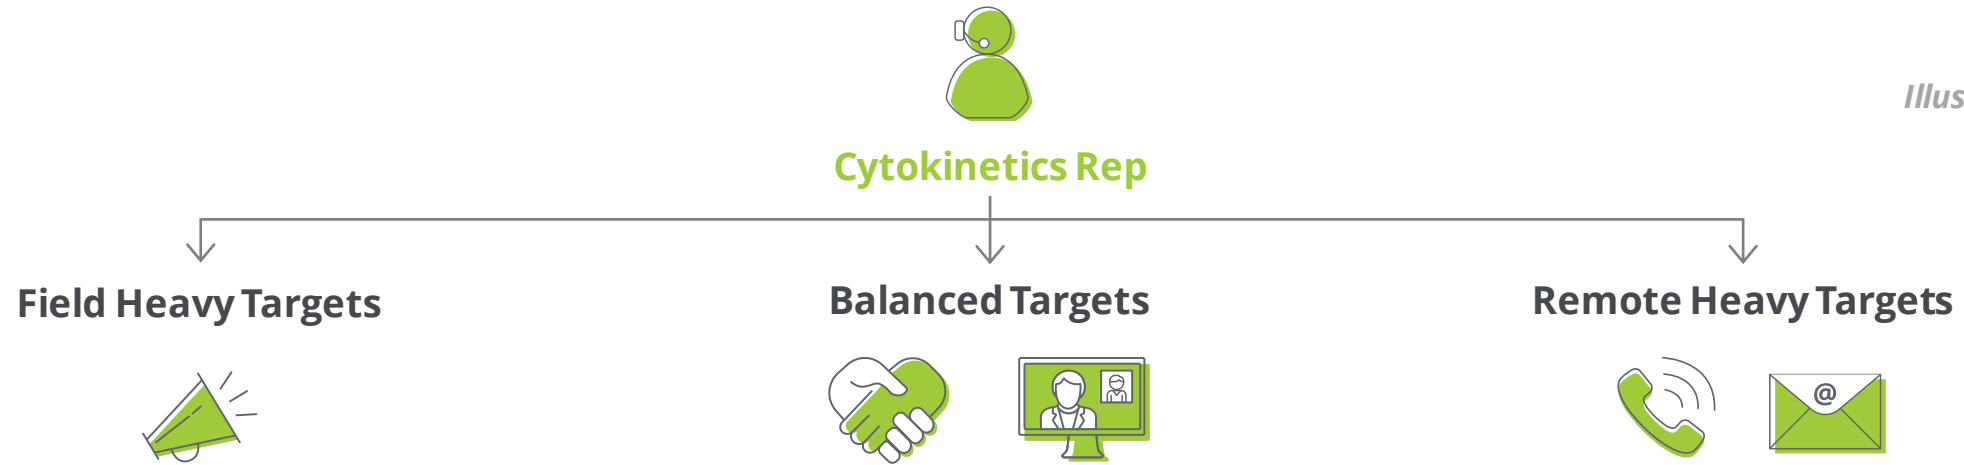 Illus
Cytokinetics Rep
Field Heavy Targets
Balanced Targets
Remote Heavy Targets
@